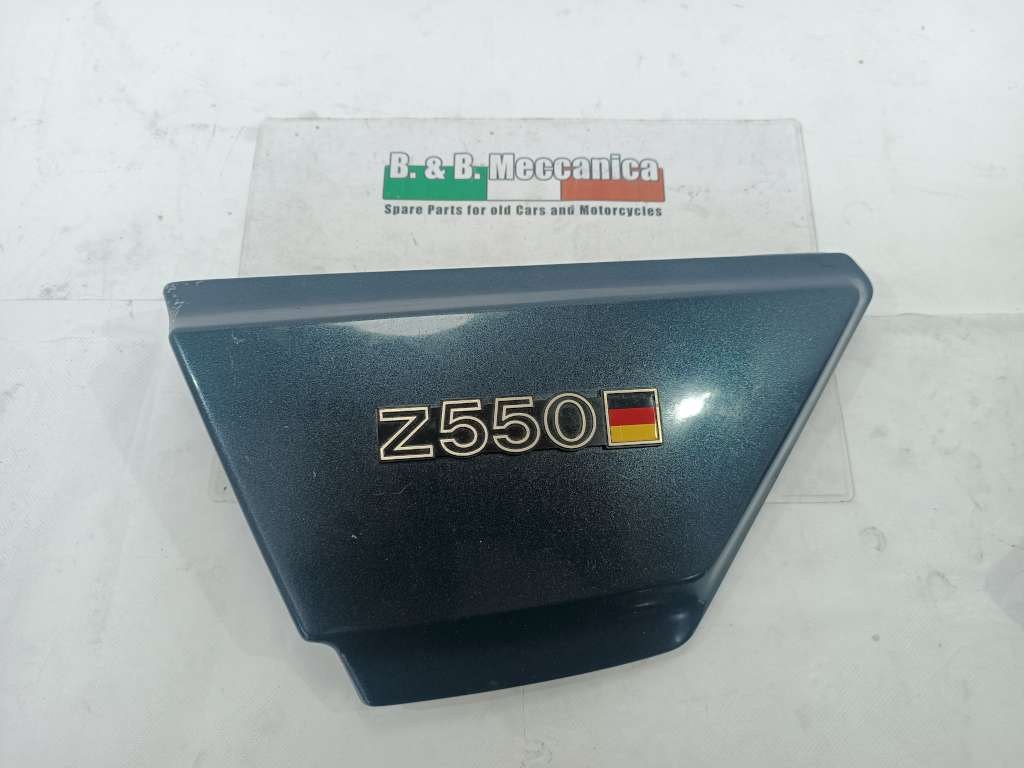 B. & B. Meccanica
Spare Parts for old Cars and Motorcycles
Z550